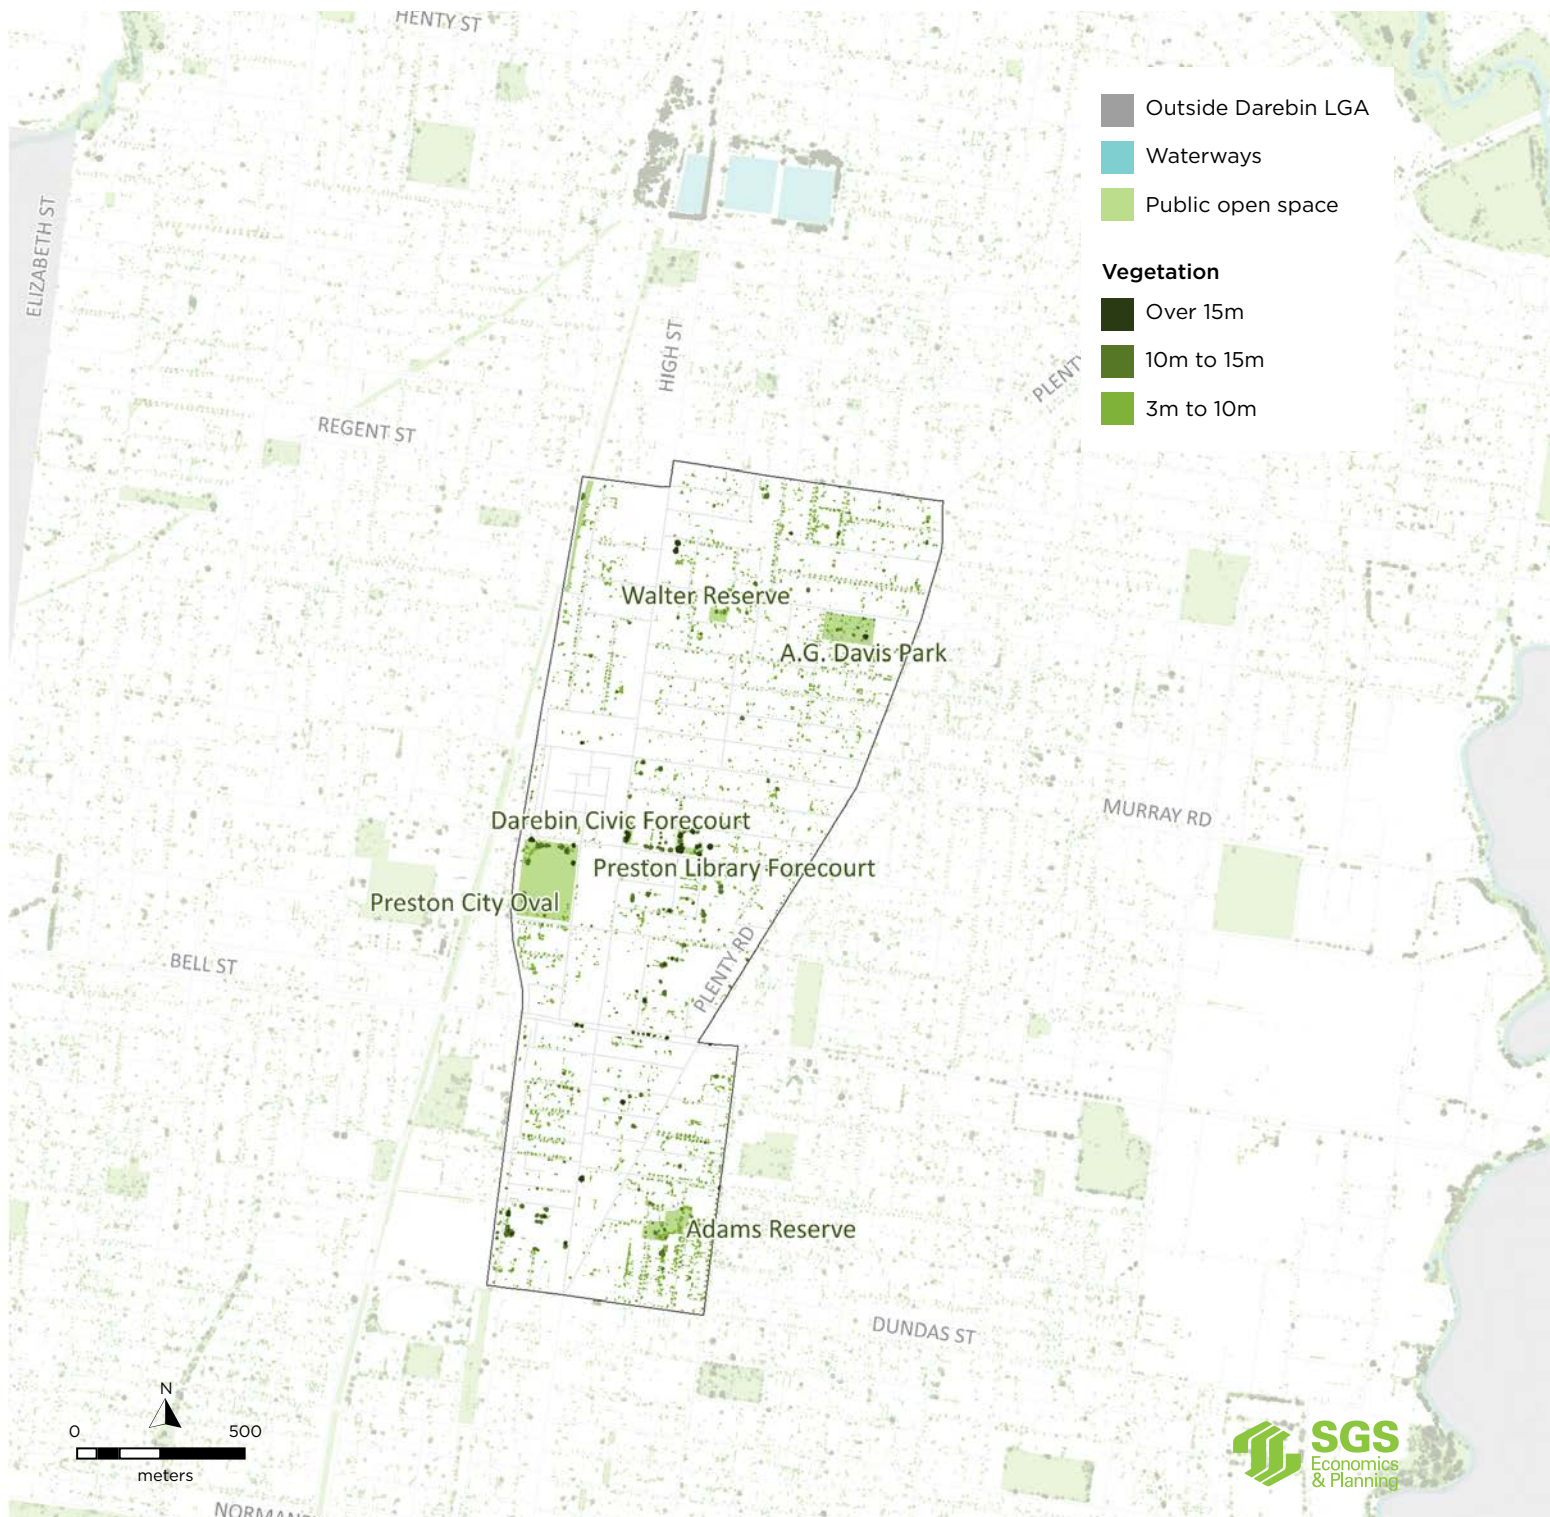 HENTY ST
Outside Darebin LGA
Waterways
Public open space
Vegetation
Over 15m
10m to 15m
3m to 10m
ELIZABETH ST
HIGH ST
REGENT ST
Walter Reserve
A.G. Davis Park
MURRAY RD
Darebin Civic Forecourt
Preston Library Forecourt
Preston City Oval
PLENTY RD
BELL ST
Adams Reserve
DUNDAS ST
N
0 500
meters
SGS
Economics
& Planning